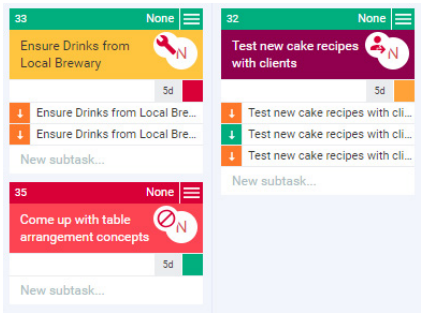 33 None
Ensure Drinks from
Local Brewary
N
5d
Ensure Drinks from Local Bre...
Ensure Drinks from Local Bre...
New subtask...
35 None
Come up with table
arrangement concepts
N
5d
New subtask...
32 None
Test new cake recipes
with clients
N
5d
Test new cake recipes with cli...
Test new cake recipes with cli...
Test new cake recipes with cli...
New subtask...